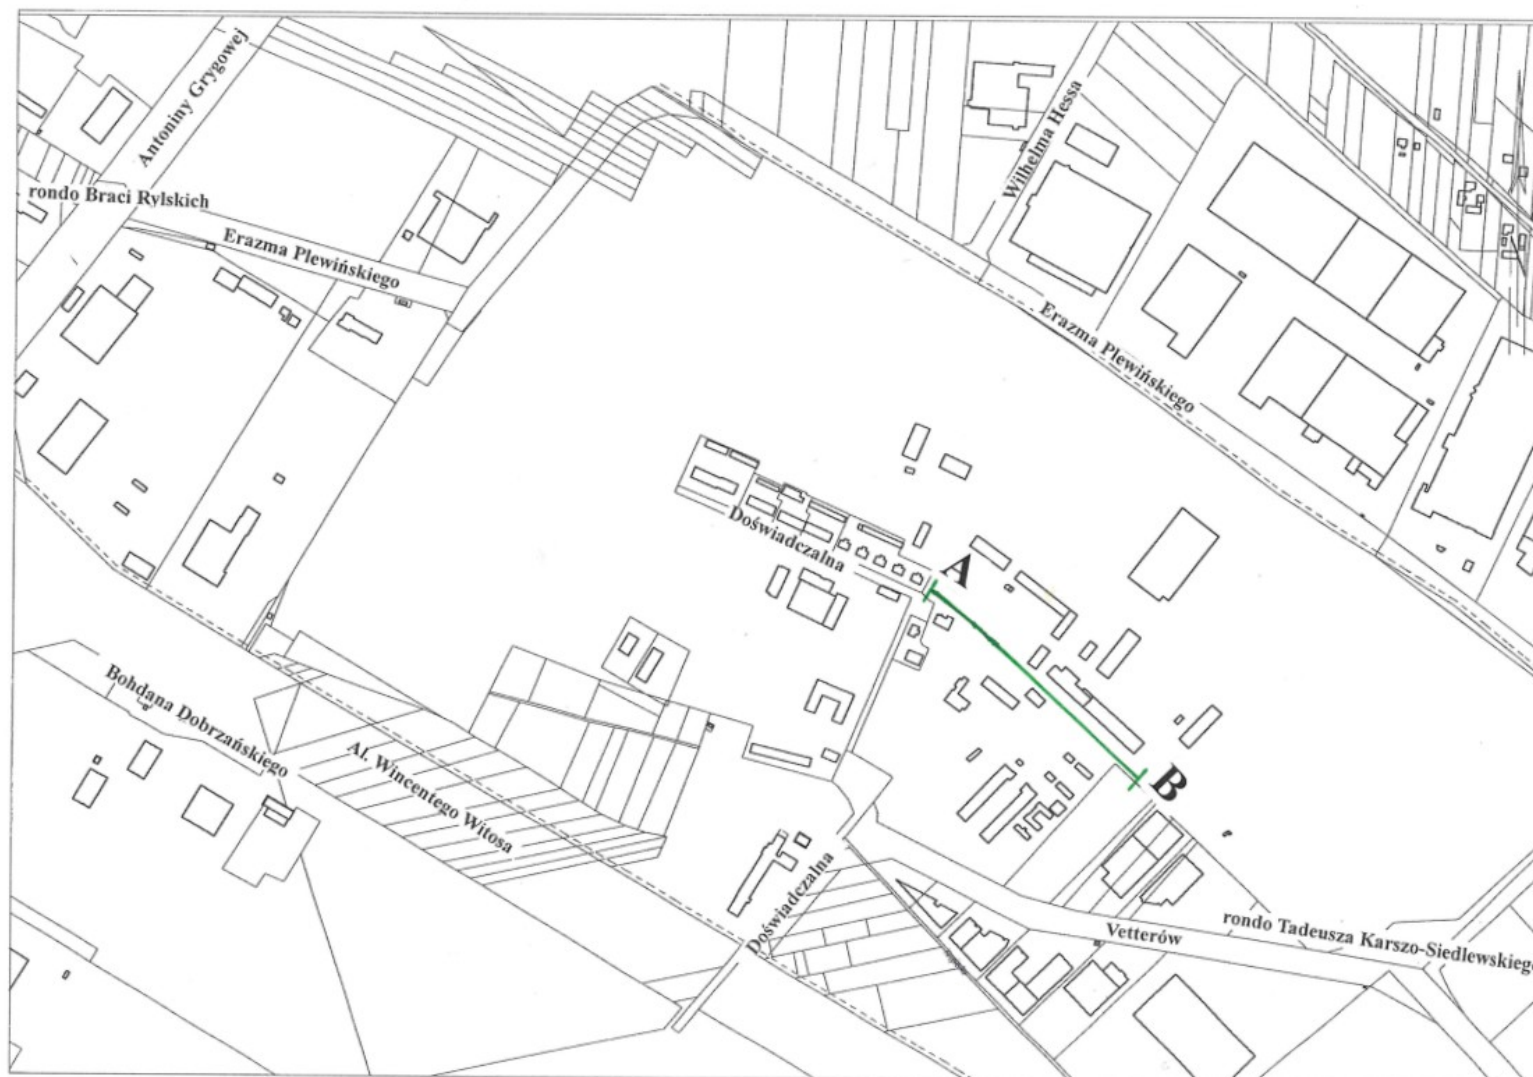 Antoniny Grygowej
Wilhelma Hessa
rondo Braci Rylskich
Erazma Plewińskiego
Erazma Plewińskiego
Doświadczalna
A
B
Bohdana Dobrzańskiego
Al. Wincentego Witosa
Doświadczalna
Vetterów
rondo Tadeusza Karszo-Siedlewskiego